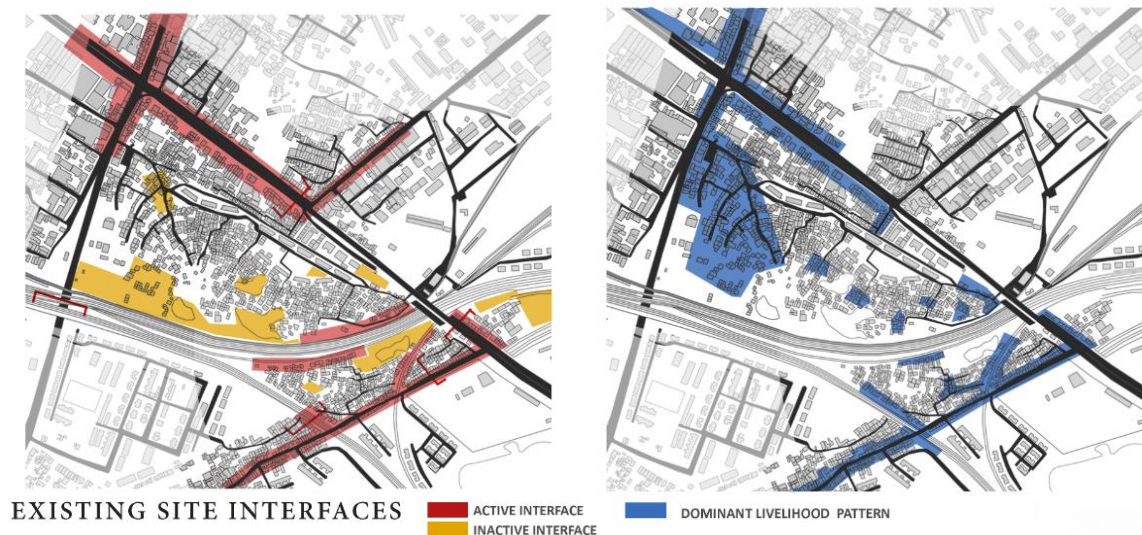 EXISTING SITE INTERFACES
ACTIVE INTERFACE
INACTIVE INTERFACE
DOMINANT LIVELIHOOD PATTERN